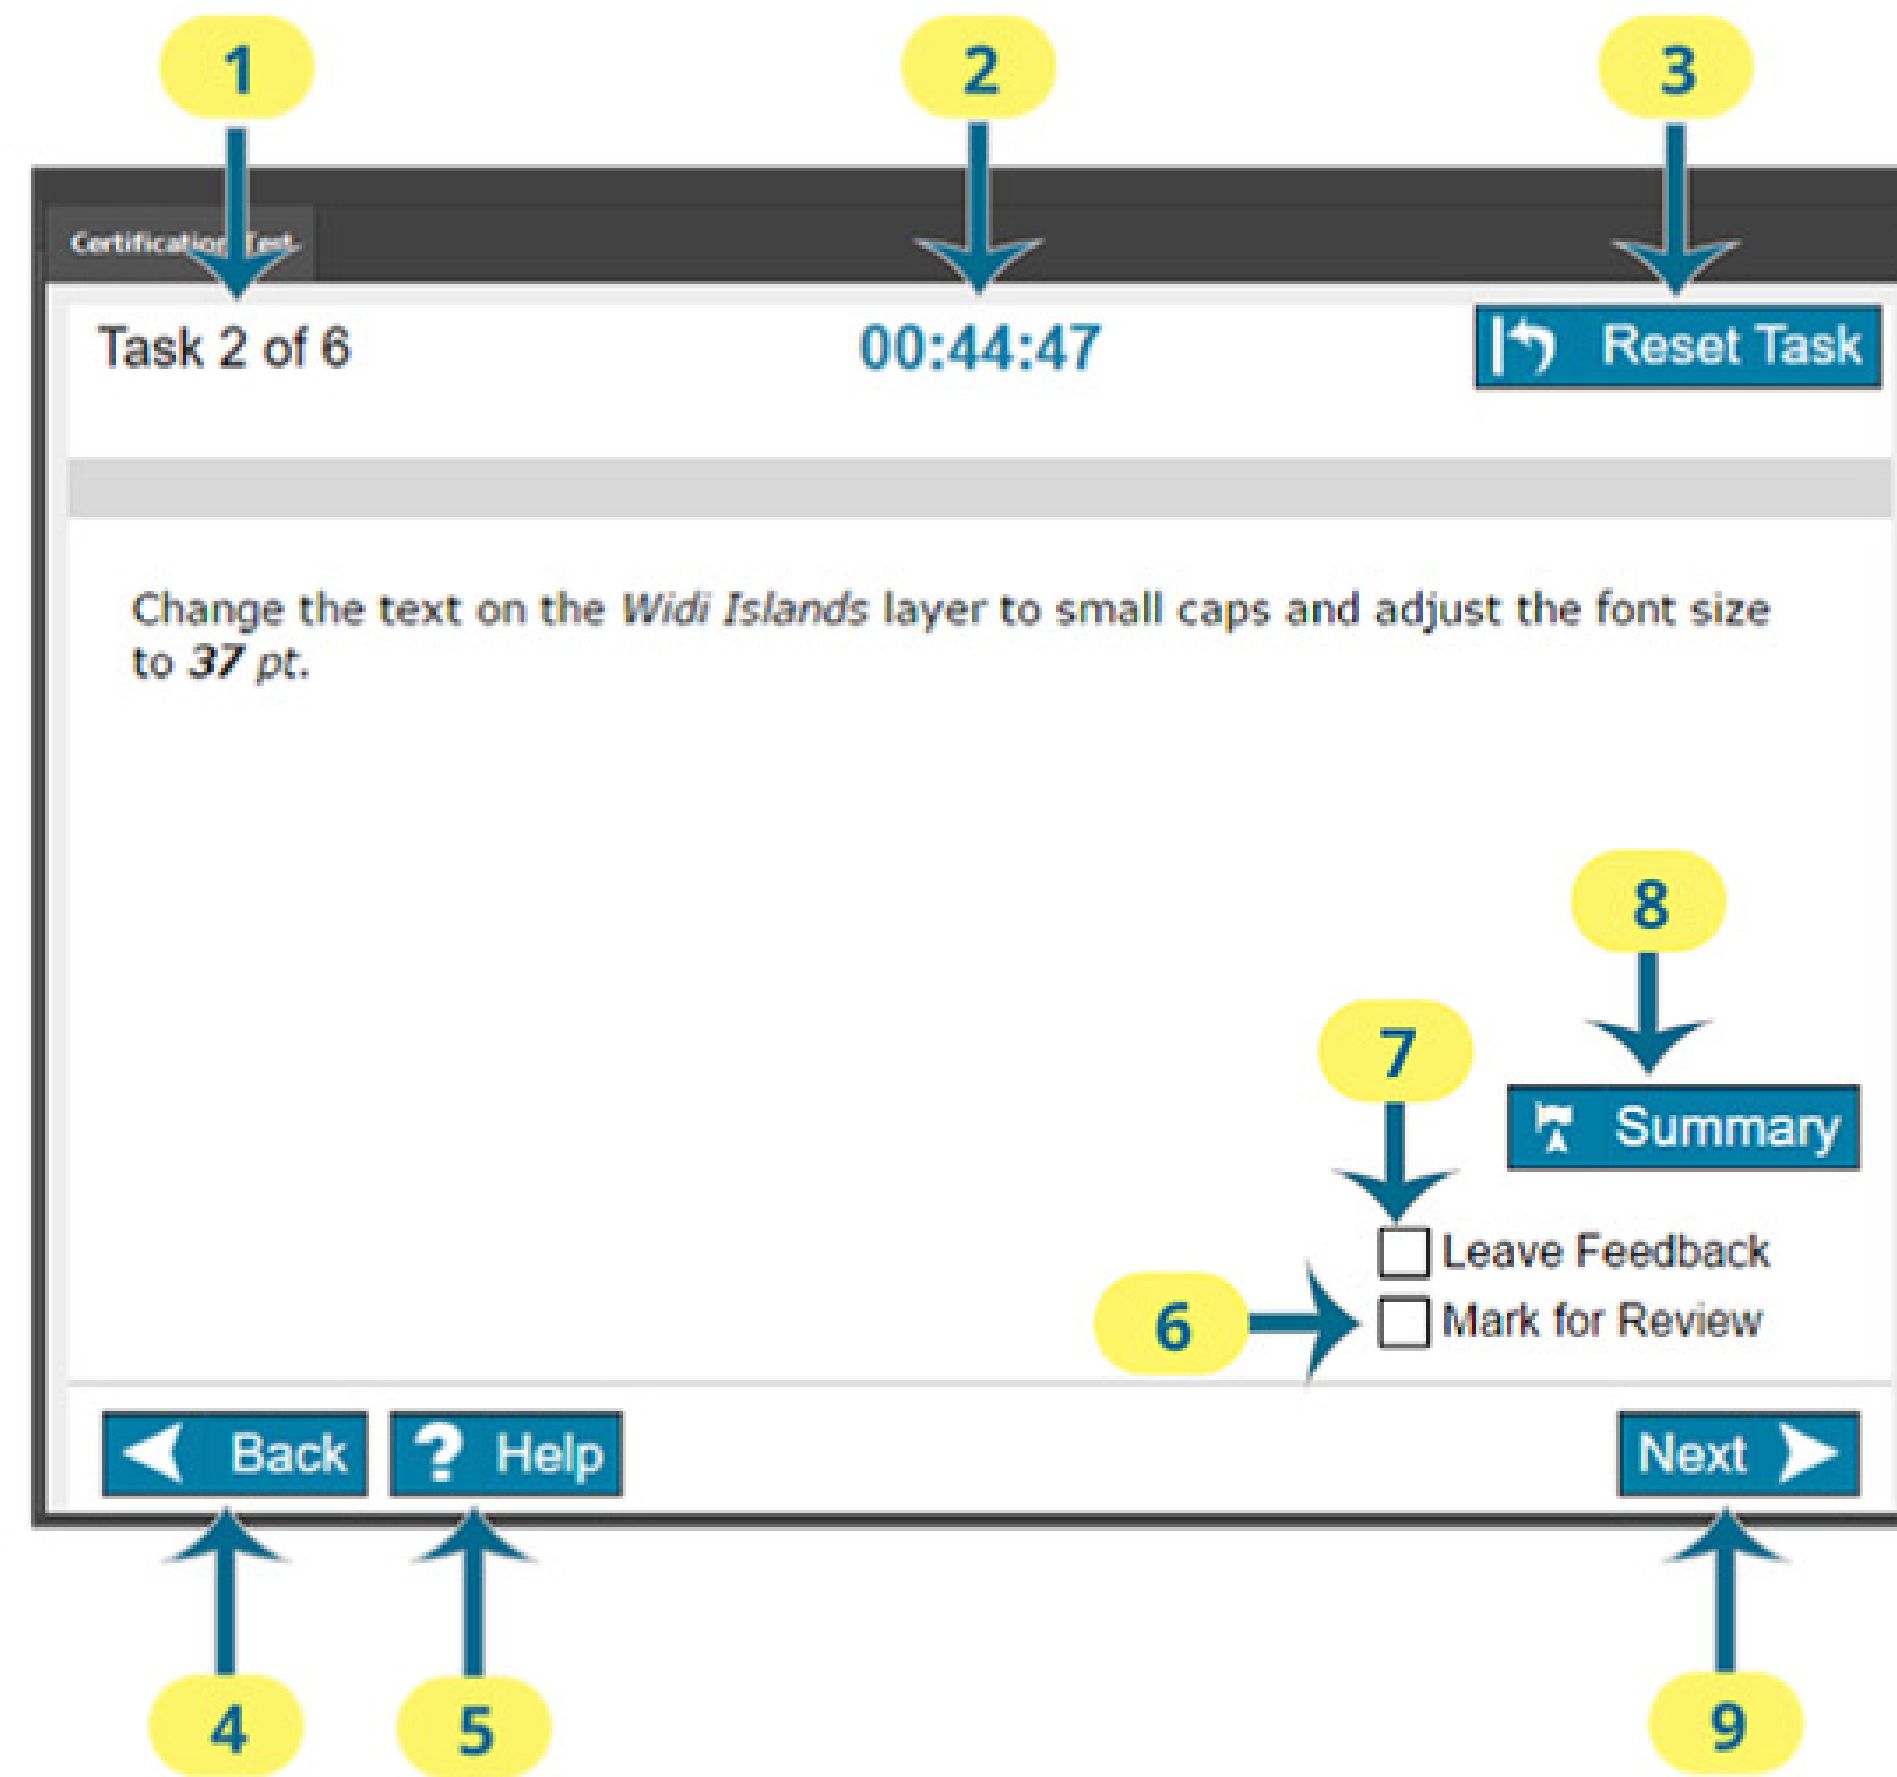 1
2
3
Certification Test
Task 2 of 6
00:44:47
Reset Task
Change the text on the Widi Islands layer to small caps and adjust the font size
to 37 pt.
8
7
Summary
Leave Feedback
6
Mark for Review
Back
? Help
Next
4
5
9